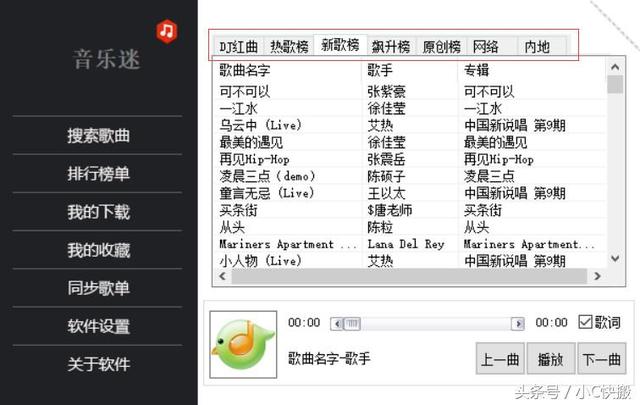 音乐迷
搜索歌曲
排行榜单
我的下载
我的收藏
同步歌单
软件设置
关于软件
DJ红曲 热歌榜 新歌榜 飙升榜 原创榜 网络 内地
歌曲名字 歌手 专辑
可不可以 张紫豪 可不可以
一江水 徐佳莹 一江水
乌云中 (Live) 艾热 中国新说唱 第9期
最美的遇见 徐佳莹 最美的遇见
再见Hip-Hop 张震岳 再见Hip-Hop
凌晨三点 (demo) 陈硕子 凌晨三点
童言无忌 (Live) 王以太 中国新说唱 第9期
买条街 $唐老师 买条街
从头 陈粒 从头
Mariners Apartment ... Lana Del Rey Mariners Apartment ...
小人物 (Live) 艾热 中国新说唱 第9期
00:00 00:00 歌词
歌曲名字-歌手
上一曲 播放 下一曲
头条号 / 小C快搬